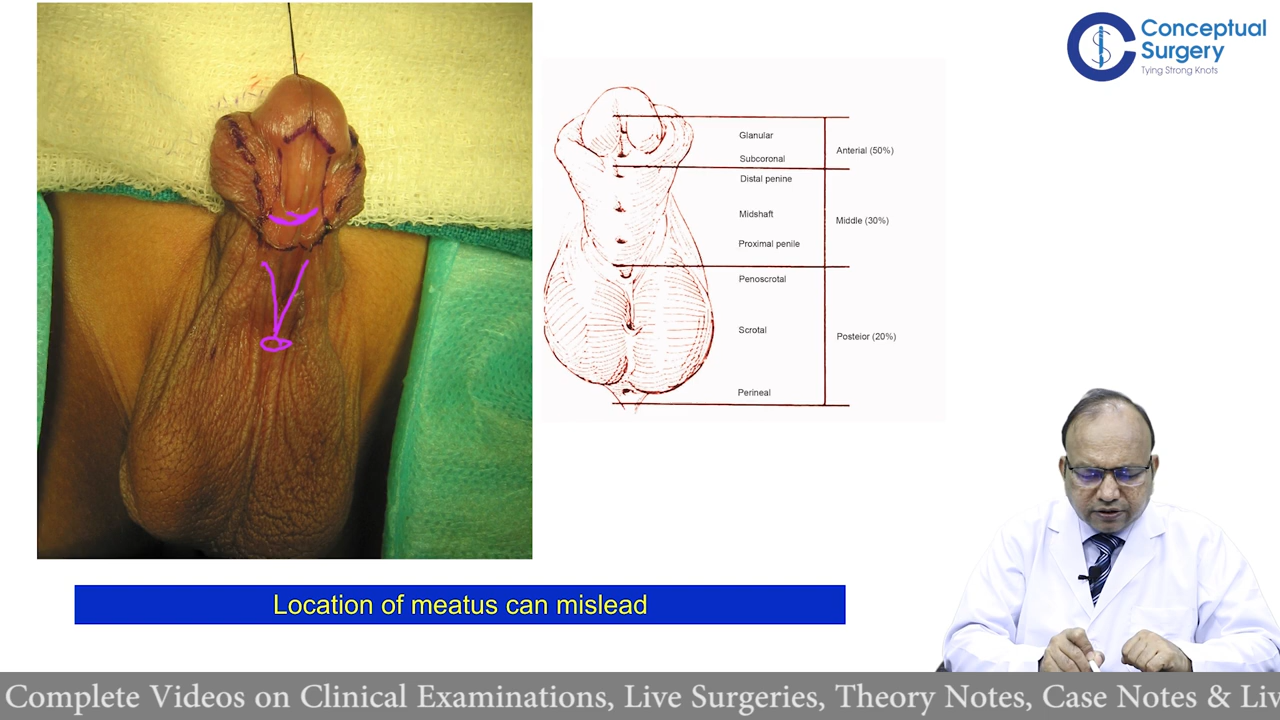 Conceptual
Surgery
Tying Strong Knots
Glanular
Anterial (50%)
Subcoronal
Distal penine
Midshaft
Middle (30%)
Proximal penile
Penoscrotal
Scrotal
Posteior (20%)
Perineal
Location of meatus can mislead
Complete Videos on Clinical Examinations, Live Surgeries, Theory Notes, Case Notes & Liv